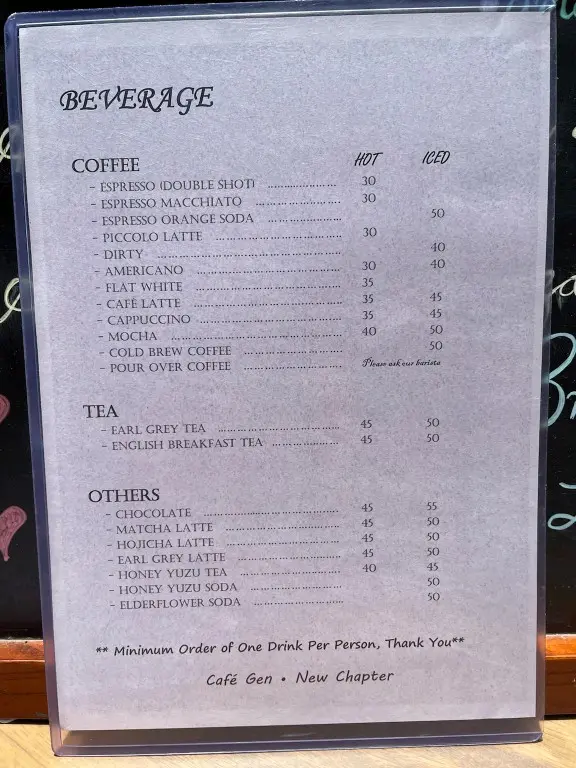 BEVERAGE
COFFEE HOT ICED
- ESPRESSO (DOUBLE SHOT) ........................ 30
- ESPRESSO MACCHIATO ........................ 30
- ESPRESSO ORANGE SODA ........................ 50
- PICCOLO LATTE ........................ 30
- DIRTY ........................ 40
- AMERICANO ........................ 30 40
- FLAT WHITE ........................ 35
- CAFÉ LATTE ........................ 35 45
- CAPPUCCINO ........................ 35 45
- MOCHA ........................ 40 50
- COLD BREW COFFEE ........................ 50
- POUR OVER COFFEE ........................ Please ask our barista
TEA
- EARL GREY TEA ........................ 45 50
- ENGLISH BREAKFAST TEA ........................ 45 50
OTHERS
- CHOCOLATE ........................ 45 55
- MATCHA LATTE ........................ 45 50
- HOJICHA LATTE ........................ 45 50
- EARL GREY LATTE ........................ 45 50
- HONEY YUZU TEA ........................ 40 45
- HONEY YUZU SODA ........................ 50
- ELDERFLOWER SODA ........................ 50
** Minimum Order of One Drink Per Person, Thank You**
Café Gen • New Chapter